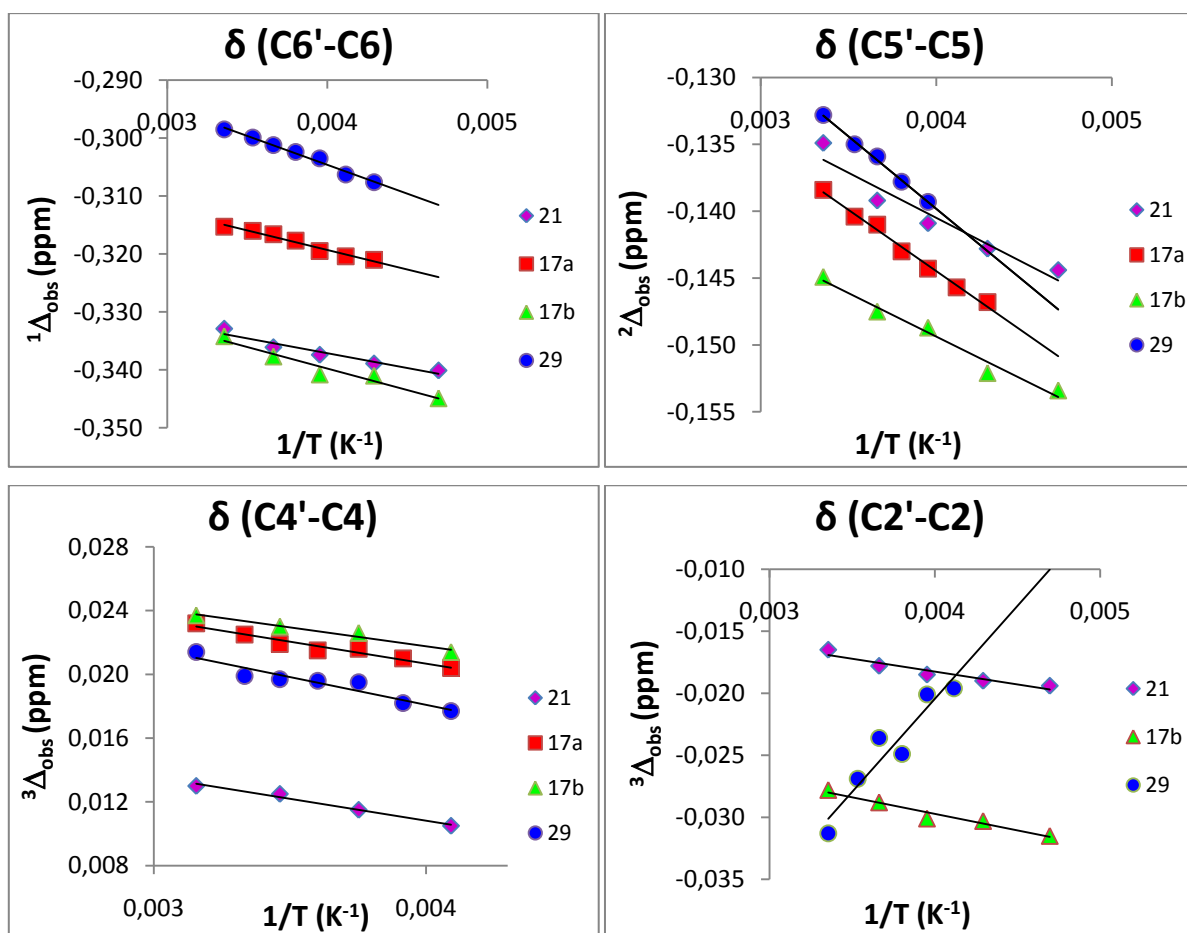 δ (C6'-C6)
-0,290
-0,300
-0,310
-0,320
-0,330
-0,340
-0,350
0,003
0,004
0,005
¹Δobs (ppm)
1/T (K⁻¹)
21
17a
17b
29
δ (C5'-C5)
-0,130
-0,135
-0,140
-0,145
-0,150
-0,155
0,003
0,004
0,005
²Δobs (ppm)
1/T (K⁻¹)
21
17a
17b
29
δ (C4'-C4)
0,028
0,024
0,020
0,016
0,012
0,008
0,003
0,004
³Δobs (ppm)
1/T (K⁻¹)
21
17a
17b
29
δ (C2'-C2)
-0,010
-0,015
-0,020
-0,025
-0,030
-0,035
0,003
0,004
0,005
³Δobs (ppm)
1/T (K⁻¹)
21
17b
29